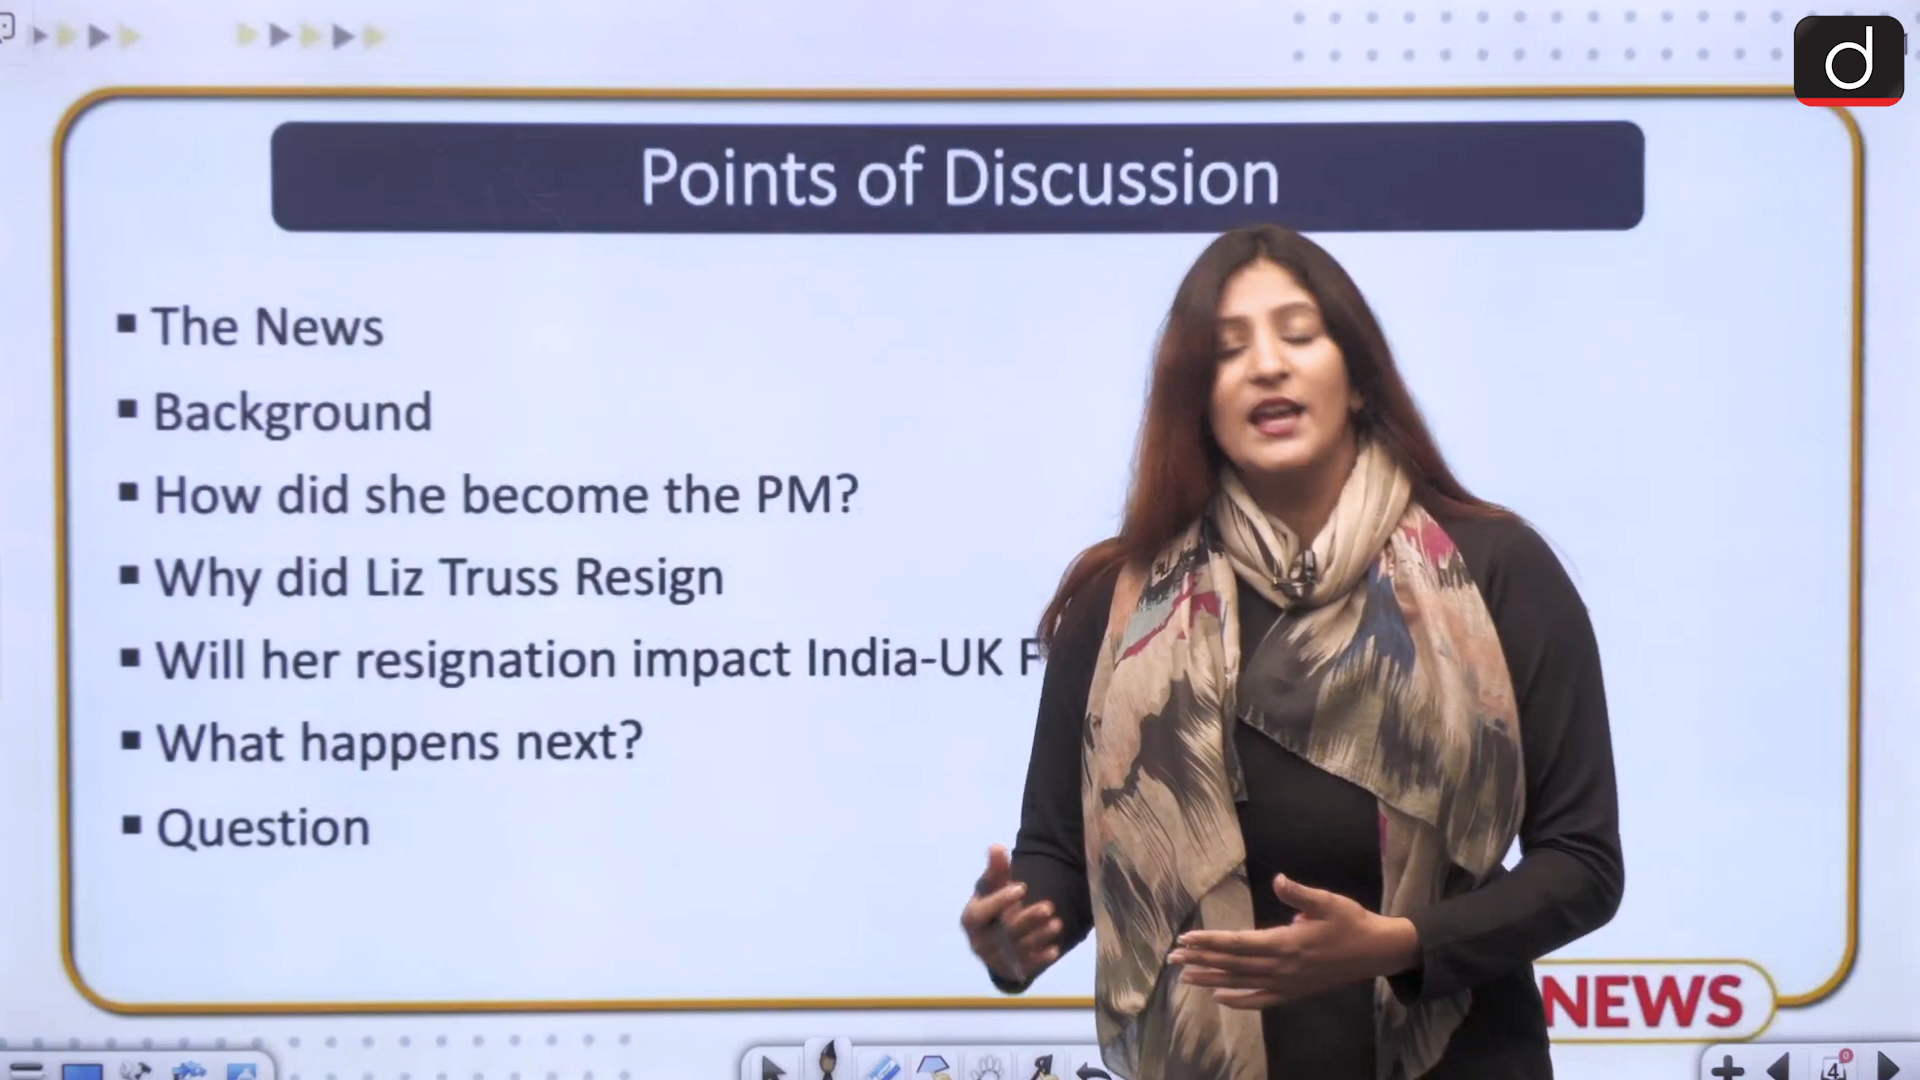 d
Points of Discussion
▪ The News
▪ Background
▪ How did she become the PM?
▪ Why did Liz Truss Resign
▪ Will her resignation impact India-UK
▪ What happens next?
▪ Question
NEWS
4